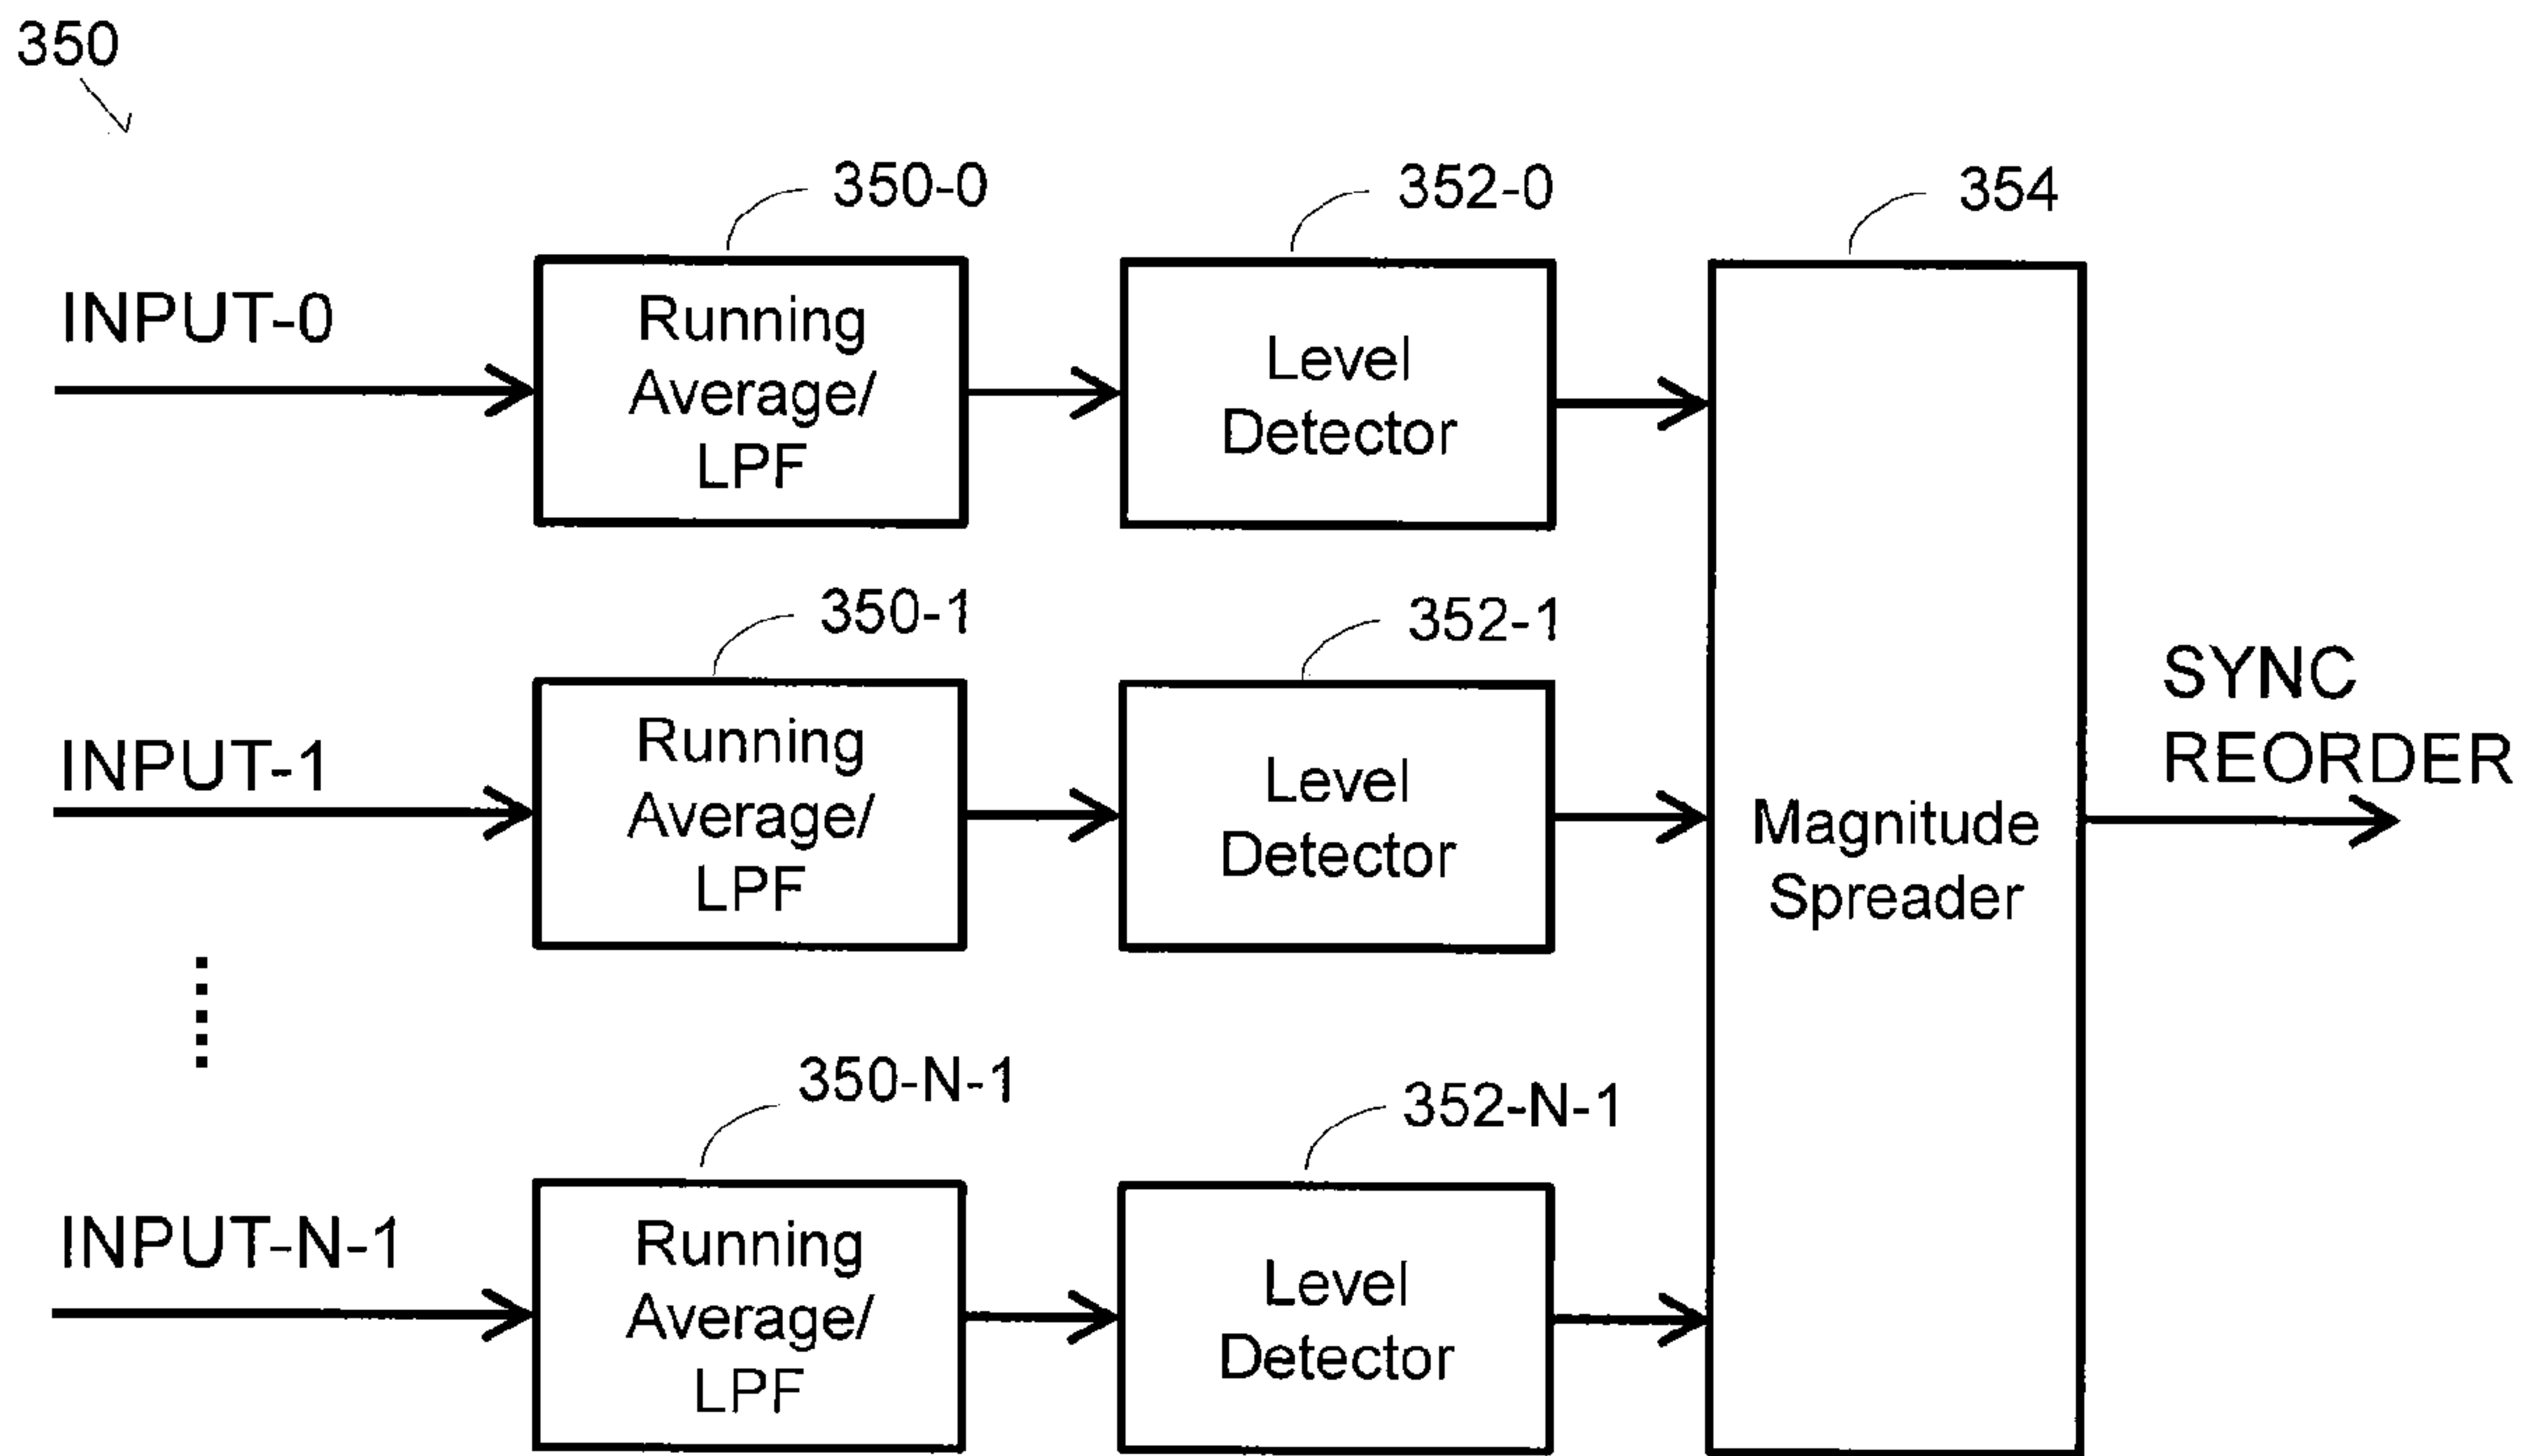 350
350-0
352-0
354
INPUT-0
Running
Average/
LPF
Level
Detector
350-1
352-1
INPUT-1
Running
Average/
LPF
Level
Detector
Magnitude
Spreader
SYNC
REORDER
350-N-1
352-N-1
INPUT-N-1
Running
Average/
LPF
Level
Detector